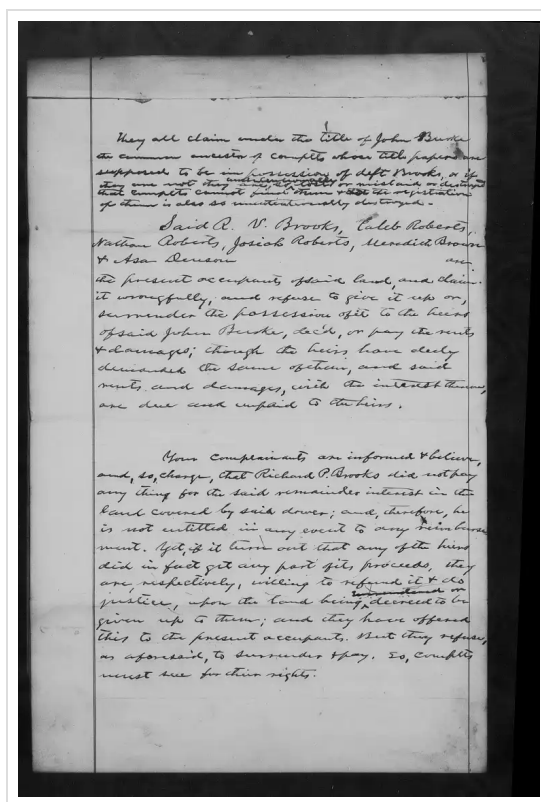 They all claim under the title of John Burke
the common ancestor of complts whose title papers are
supposed to be in possession of deft Brooks, or if
they are not they are, or mislaid or destroyed
that complts cannot find them & the registration
of them is also so unintentionally destroyed.
Said R. V. Brooks, Caleb Roberts,
Nathan Roberts, Josiah Roberts, Meredith Brown
& Asa Denison are
the present occupants of said land, and claim
it wrongfully, and refuse to give it up or,
surrender the possession of it to the heirs
of said John Burke, dec'd, or pay the rents
& damages; though the heirs have duly
demanded the same of them, and said
rents and damages, with the interest thereon,
are due and unpaid to the heirs.
Your complainants are informed & believe,
and, so, charge, that Richard P. Brooks did not pay
any thing for the said remainder interest in the
land covered by said dower; and, therefore, he
is not entitled in any event to any reimburse
ment. Yet, if it turn out that any of the heirs
did in fact get any part of its proceeds, they
are, respectively, willing to refund it & do
justice, upon the land being surrendered or decreed to be
given up to them; and they have offered
this to the present occupants. But they refuse,
as aforesaid, to surrender & pay. So, complts
must sue for their rights.